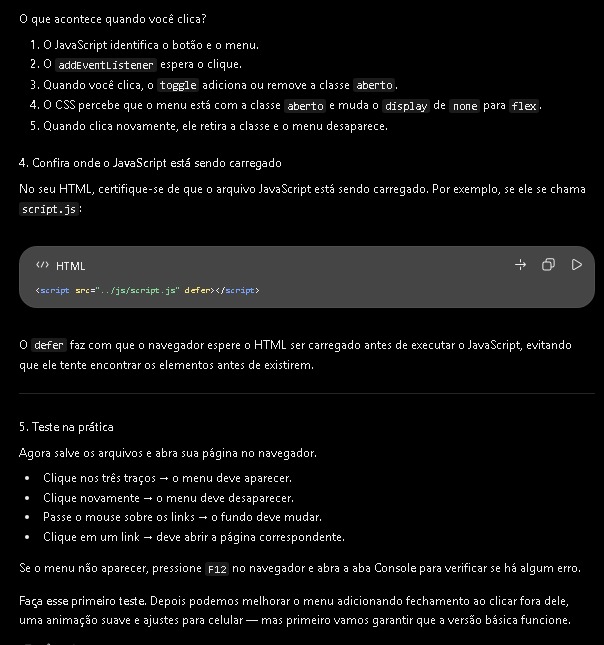 O que acontece quando você clica?
1. O JavaScript identifica o botão e o menu.
2. O addEventListener espera o clique.
3. Quando você clica, o toggle adiciona ou remove a classe aberto.
4. O CSS percebe que o menu está com a classe aberto e muda o display de none para flex.
5. Quando clica novamente, ele retira a classe e o menu desaparece.
4. Confira onde o JavaScript está sendo carregado
No seu HTML, certifique-se de que o arquivo JavaScript está sendo carregado. Por exemplo, se ele se chama
script.js:
</> HTML
<script src="../js/script.js" defer></script>
O defer faz com que o navegador espere o HTML ser carregado antes de executar o JavaScript, evitando
que ele tente encontrar os elementos antes de existirem.
5. Teste na prática
Agora salve os arquivos e abra sua página no navegador.
• Clique nos três traços → o menu deve aparecer.
• Clique novamente → o menu deve desaparecer.
• Passe o mouse sobre os links → o fundo deve mudar.
• Clique em um link → deve abrir a página correspondente.
Se o menu não aparecer, pressione F12 no navegador e abra a aba Console para verificar se há algum erro.
Faça esse primeiro teste. Depois podemos melhorar o menu adicionando fechamento ao clicar fora dele,
uma animação suave e ajustes para celular — mas primeiro vamos garantir que a versão básica funcione.